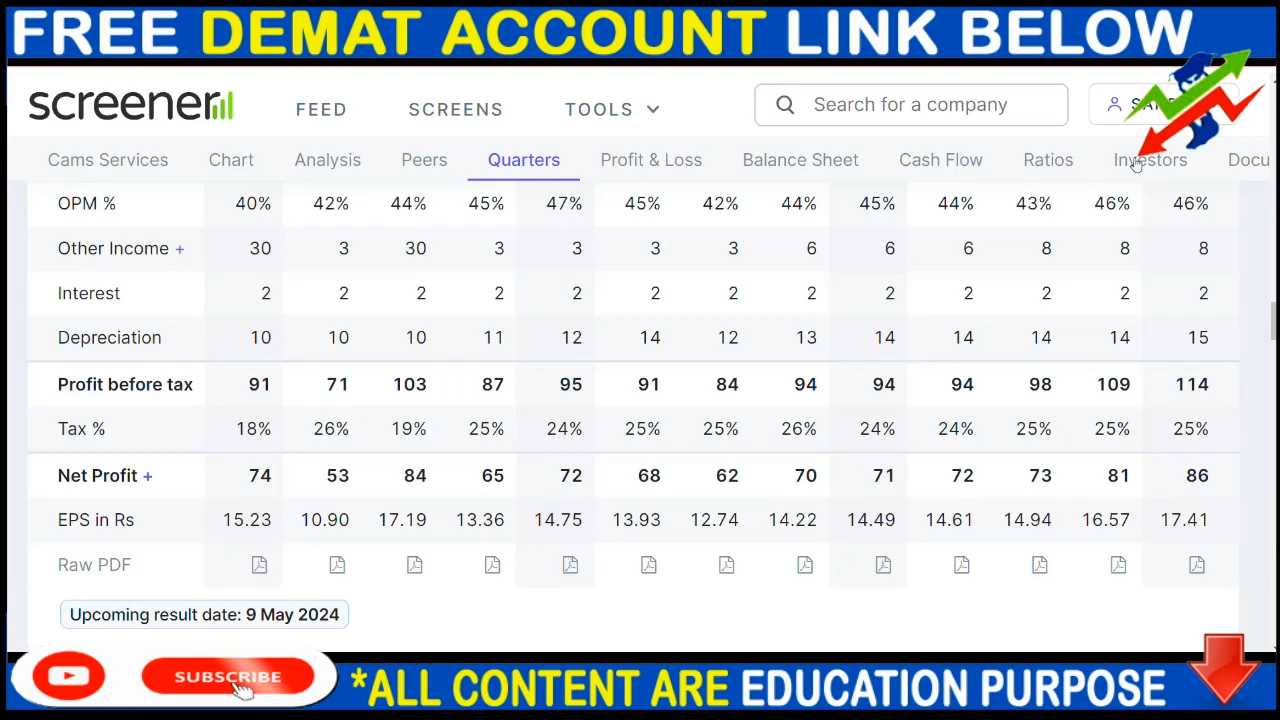 FREE DEMAT ACCOUNT LINK BELOW
screener FEED SCREENS TOOLS Search for a company
Cams Services Chart Analysis Peers Quarters Profit & Loss Balance Sheet Cash Flow Ratios Investors Docu
OPM % 40% 42% 44% 45% 47% 45% 42% 44% 45% 44% 43% 46% 46%
Other Income + 30 3 30 3 3 3 3 6 6 6 8 8 8
Interest 2 2 2 2 2 2 2 2 2 2 2 2 2
Depreciation 10 10 10 11 12 14 12 13 14 14 14 14 15
Profit before tax 91 71 103 87 95 91 84 94 94 94 98 109 114
Tax % 18% 26% 19% 25% 24% 25% 25% 26% 24% 24% 25% 25% 25%
Net Profit + 74 53 84 65 72 68 62 70 71 72 73 81 86
EPS in Rs 15.23 10.90 17.19 13.36 14.75 13.93 12.74 14.22 14.49 14.61 14.94 16.57 17.41
Raw PDF
Upcoming result date: 9 May 2024
SUBSCRIBE *ALL CONTENT ARE EDUCATION PURPOSE